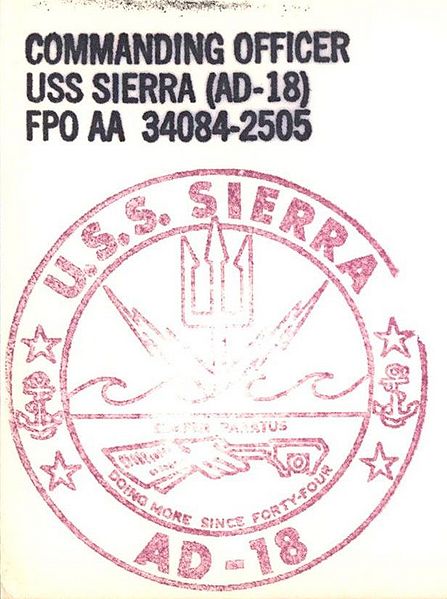 COMMANDING OFFICER
USS SIERRA (AD-18)
FPO AA 34084-2505
U.S.S. SIERRA
DOING MORE SINCE FORTY-FOUR
AD-18